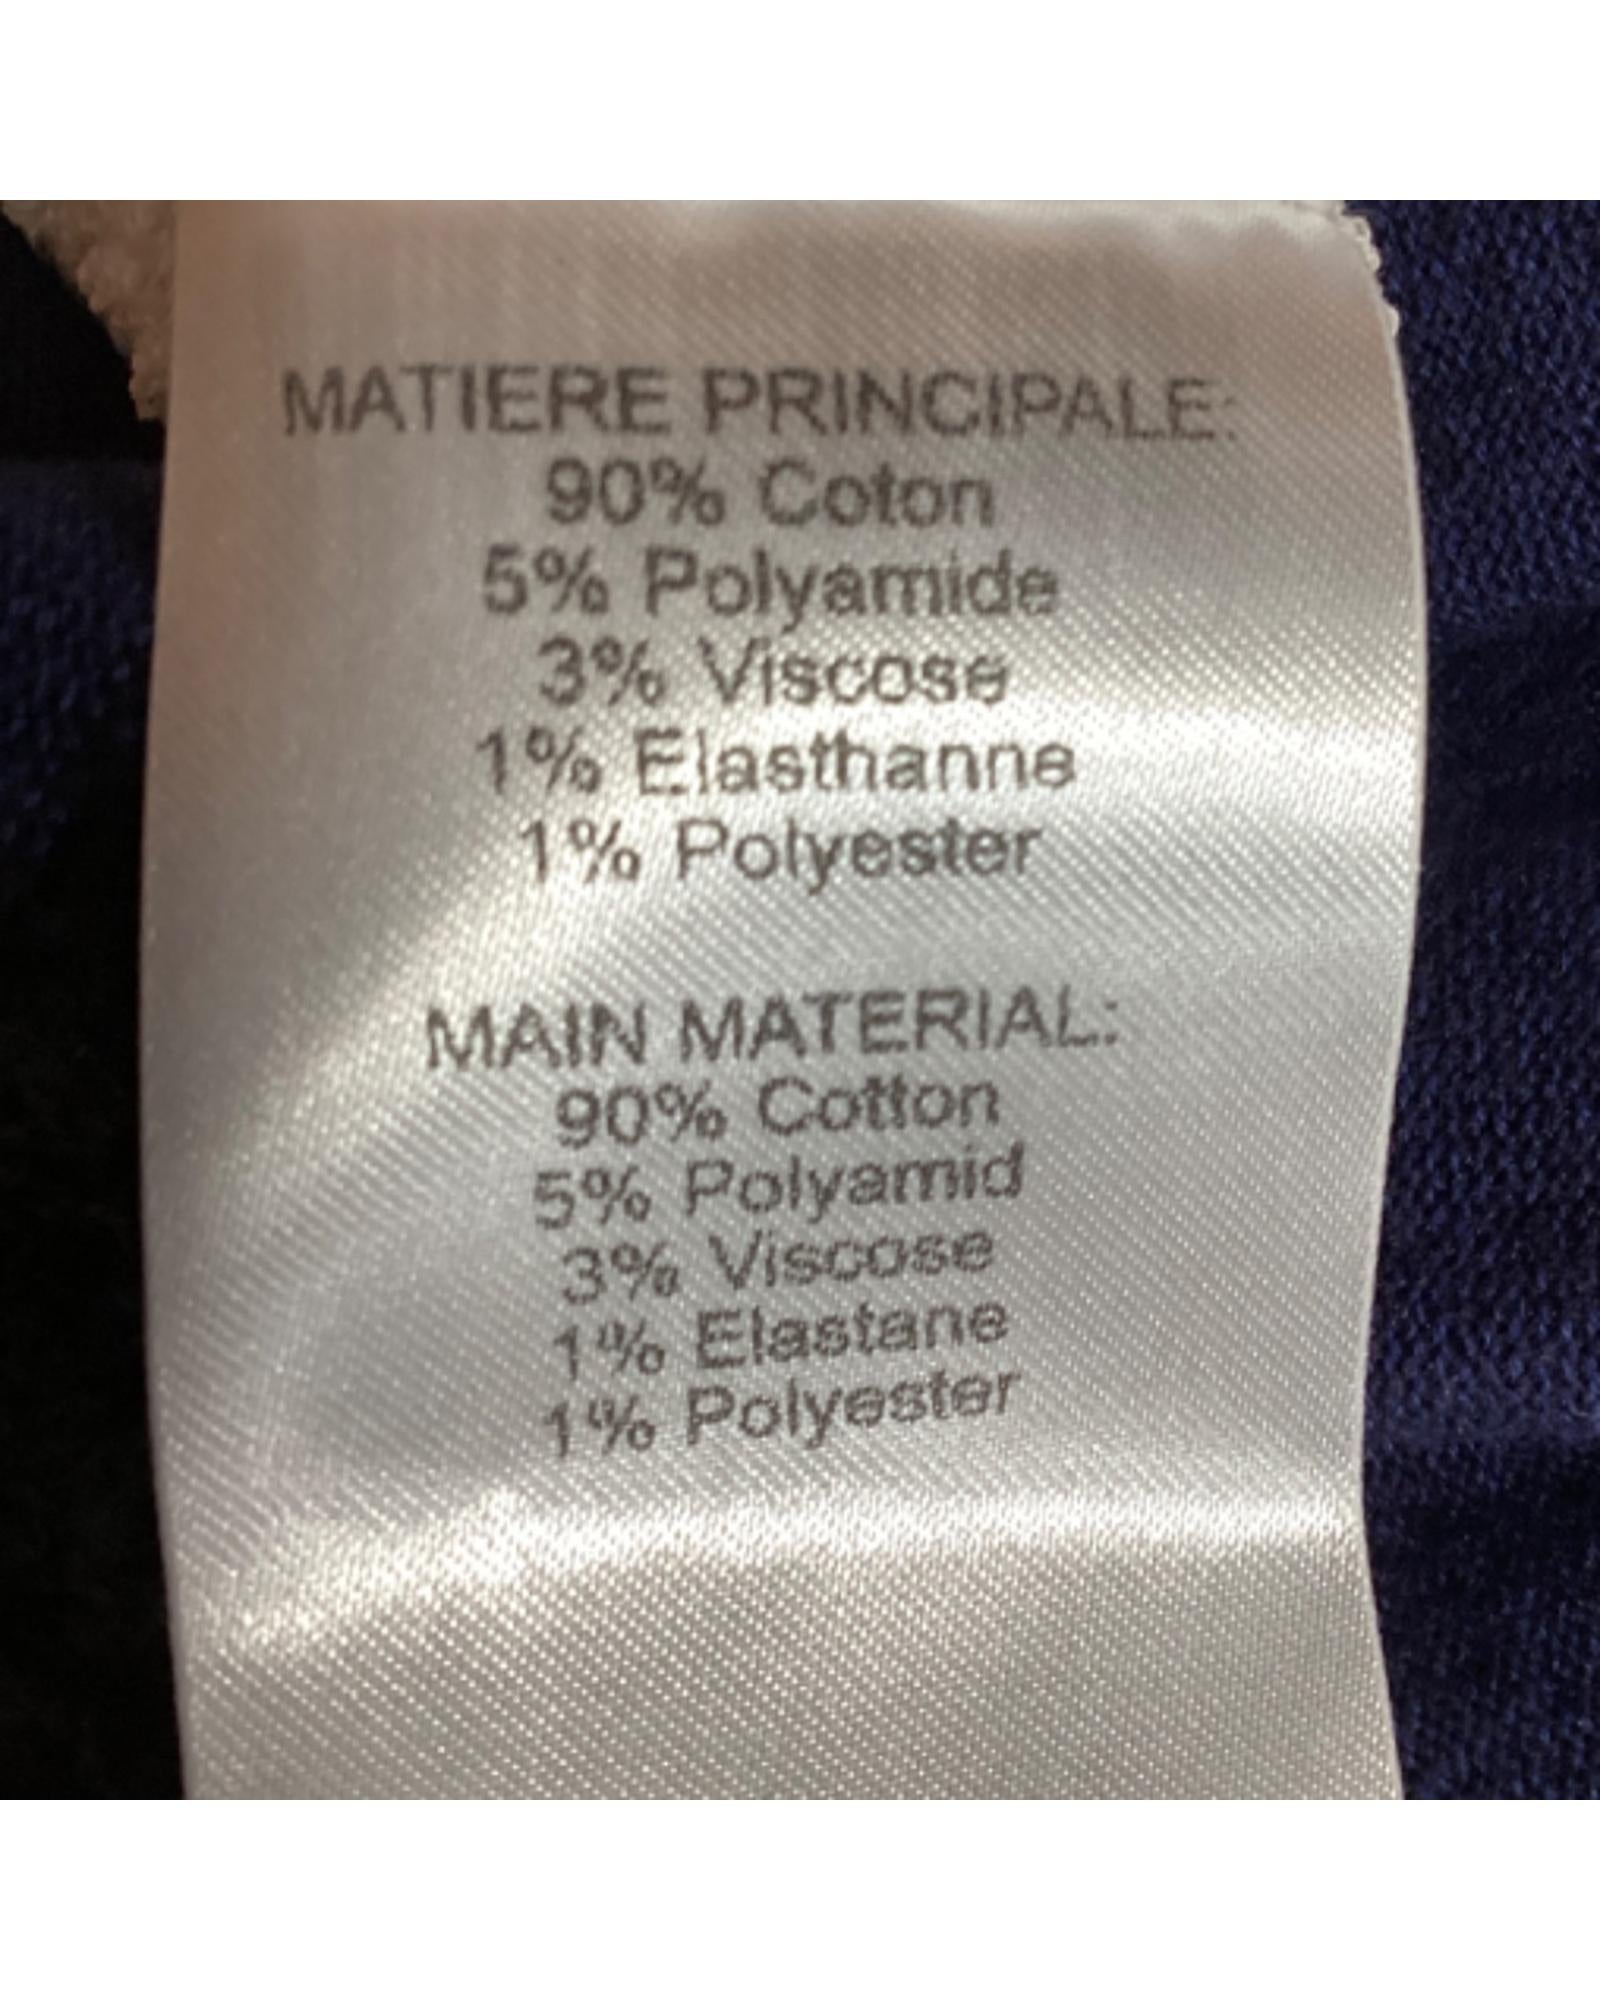 MATIERE PRINCIPALE:
90% Coton
5% Polyamide
3% Viscose
1% Elasthanne
1% Polyester
MAIN MATERIAL:
90% Cotton
5% Polyamid
3% Viscose
1% Elastane
1% Polyester